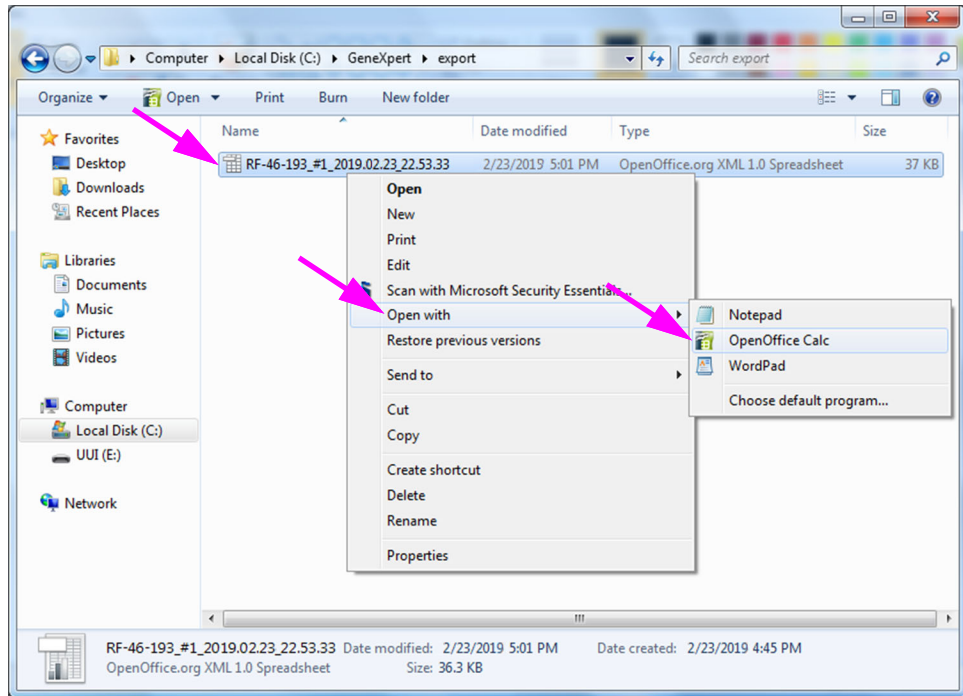 Computer Local Disk (C:) GeneXpert export
Search export
Organize Open Print Burn New folder
Name Date modified Type Size
RF-46-193_#1_2019.02.23_22.53.33 2/23/2019 5:01 PM OpenOffice.org XML 1.0 Spreadsheet 37 KB
Favorites
Desktop
Downloads
Recent Places
Libraries
Documents
Music
Pictures
Videos
Computer
Local Disk (C:)
UUI (E:)
Network
Open
New
Print
Edit
Scan with Microsoft Security Essentials...
Open with
Restore previous versions
Send to
Cut
Copy
Create shortcut
Delete
Rename
Properties
Notepad
OpenOffice Calc
WordPad
Choose default program...
RF-46-193_#1_2019.02.23_22.53.33 Date modified: 2/23/2019 5:01 PM Date created: 2/23/2019 4:45 PM
OpenOffice.org XML 1.0 Spreadsheet Size: 36.3 KB